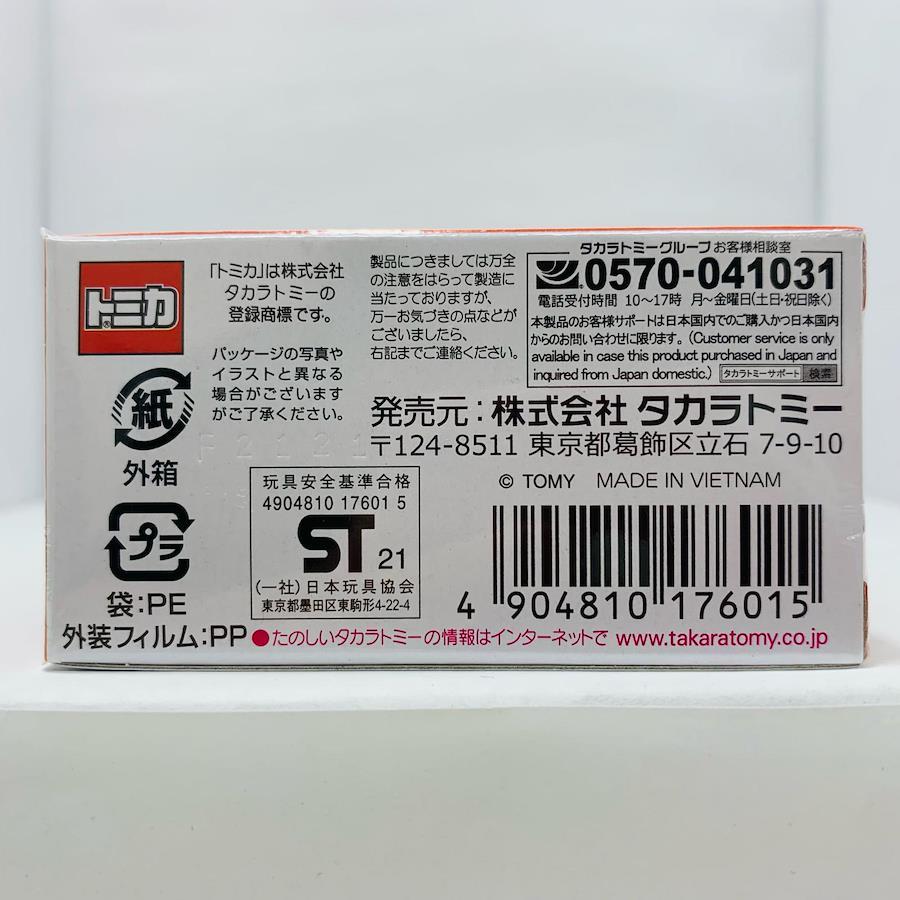 トミカ®
「トミカ」は株式会社
タカラトミーの
登録商標です。
パッケージの写真や
イラストと異なる
場合がございます
がご了承ください。
製品につきましては万全
の注意をはらって製造に
当たっておりますが、
万一お気づきの点などが
ございましたら、
右記までご連絡ください。
タカラトミーグループ お客様相談室
0570-041031
電話受付時間 10〜17時 月〜金曜日(土日・祝日除く)
本製品のお客様サポートは日本国内でのご購入かつ日本国内
からのお問い合わせに限ります。(Customer service is only
available in case this product purchased in Japan and
inquired from Japan domestic.) タカラトミーサポート 検索
発売元:株式会社 タカラトミー
〒124-8511 東京都葛飾区立石 7-9-10
© TOMY MADE IN VIETNAM
紙
外箱
プラ
袋:PE
外装フィルム:PP
F2121
玩具安全基準合格
4904810 17601 5
ST 21
(一社)日本玩具協会
東京都墨田区東駒形4-22-4
4 904810 176015
●たのしいタカラトミーの情報はインターネットで www.takaratomy.co.jp